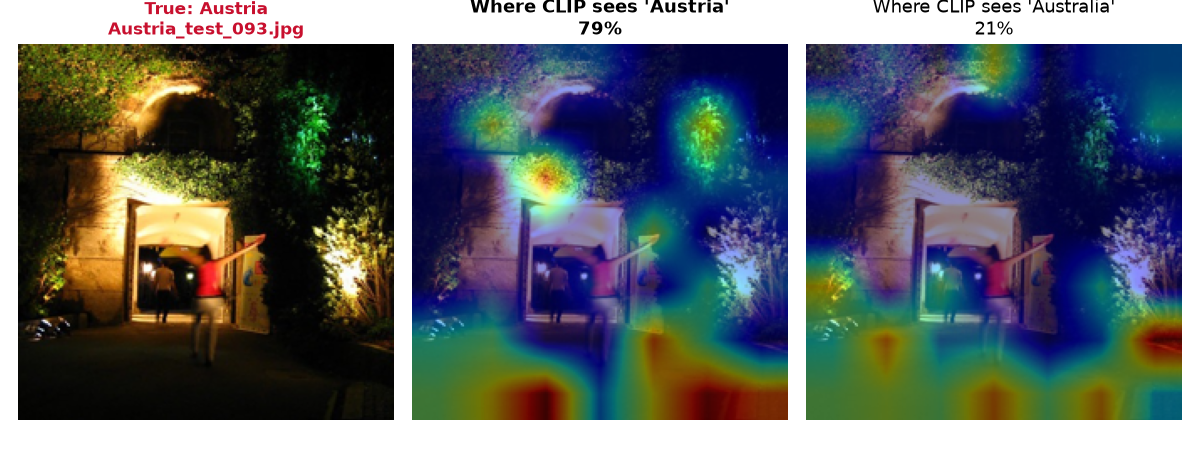 True: Austria
Austria_test_093.jpg
Where CLIP sees 'Austria'
79%
Where CLIP sees 'Australia'
21%